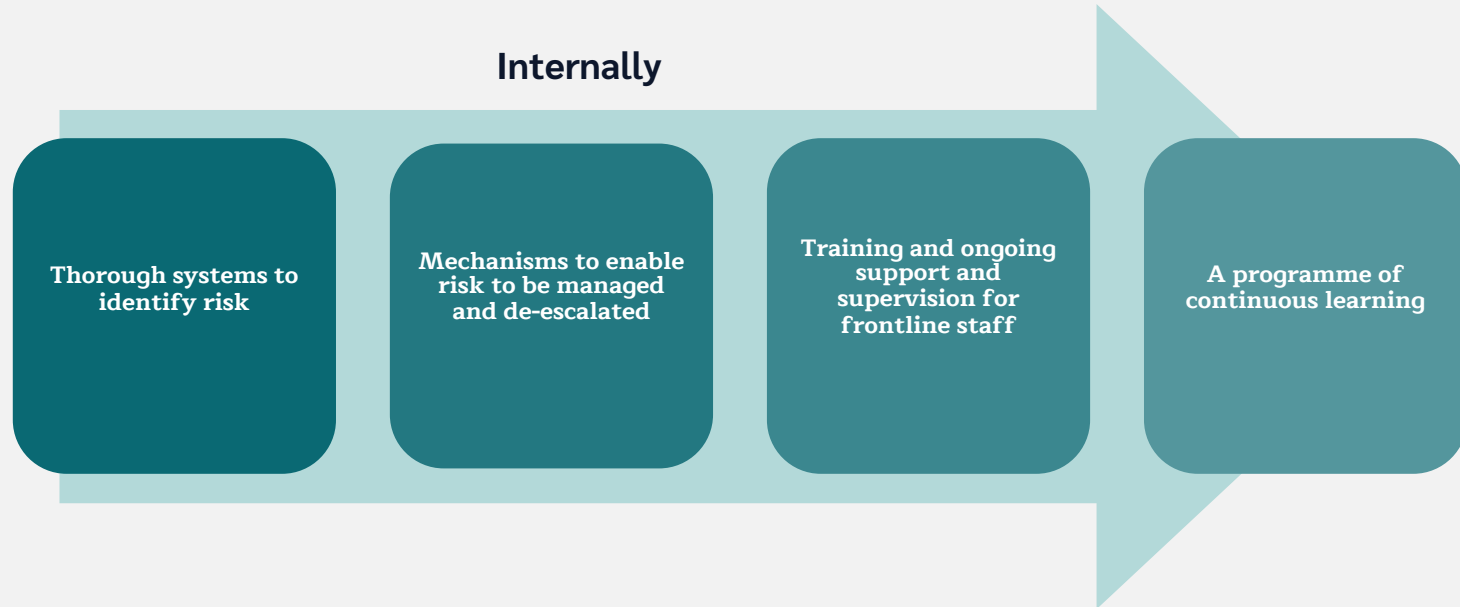 Internally
Thorough systems to
identify risk
Mechanisms to enable
risk to be managed
and de-escalated
Training and ongoing
support and
supervision for
frontline staff
A programme of
continuous learning